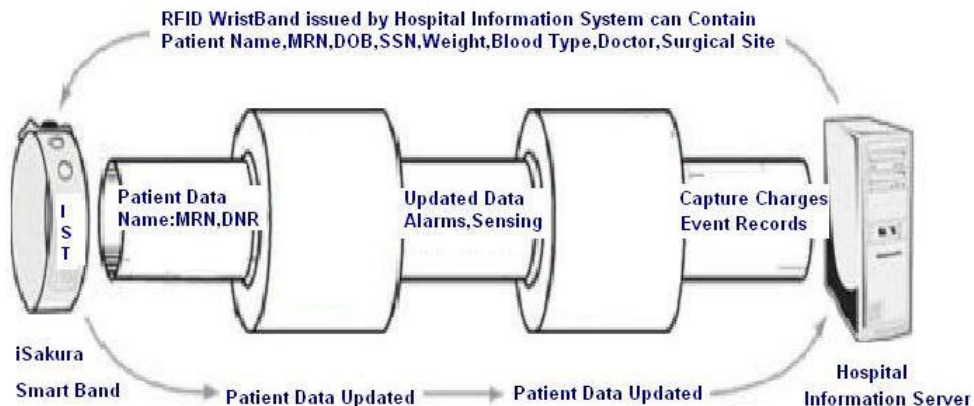 RFID WristBand issued by Hospital Information System can Contain
Patient Name,MRN,DOB,SSN,Weight,Blood Type,Doctor,Surgical Site
I
S
T
Patient Data
Name:MRN,DNR
Updated Data
Alarms,Sensing
Capture Charges
Event Records
iSakura
Smart Band
Patient Data Updated
Patient Data Updated
Hospital
Information Server